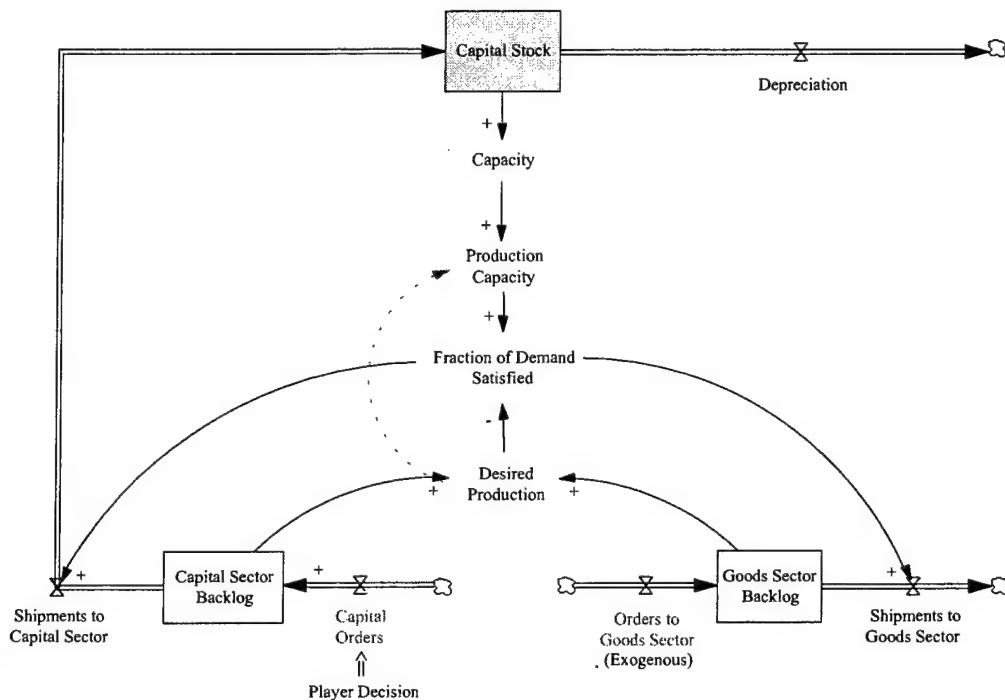 Capital Stock
Depreciation
+
Capacity
+
Production
Capacity
+
Fraction of Demand
Satisfied
-
Desired
Production
+
+
Capital Sector
Backlog
Goods Sector
Backlog
+
+
+
Shipments to
Capital Sector
Capital
Orders
Orders to
Goods Sector
(Exogenous)
Shipments to
Goods Sector
Player Decision